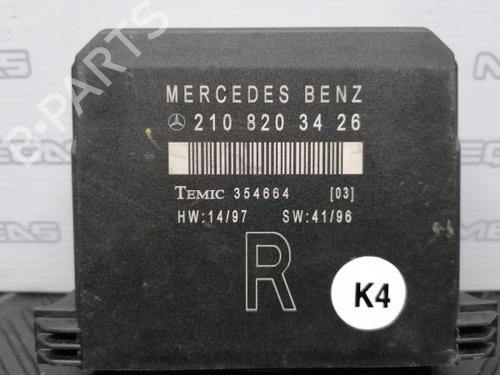 MERCEDES BENZ
210 820 34 26
TEMIC 354664 [03]
HW:14/97 SW:41/96
R
K4
B-PARTS